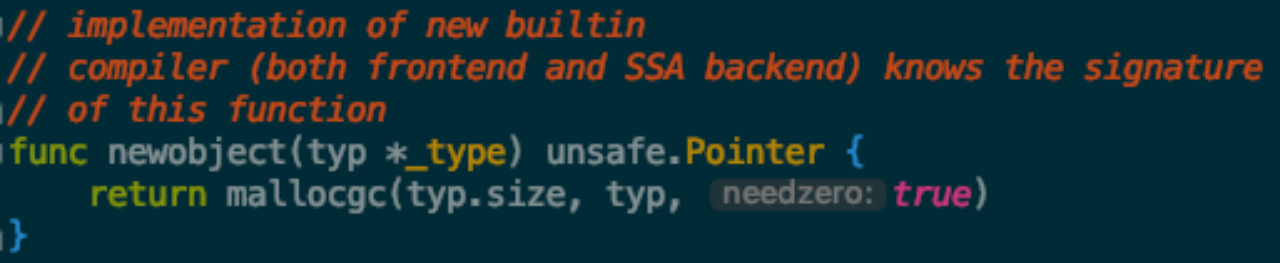 // implementation of new builtin
// compiler (both frontend and SSA backend) knows the signature
// of this function
func newobject(typ *_type) unsafe.Pointer {
return mallocgc(typ.size, typ, needzero: true)
}